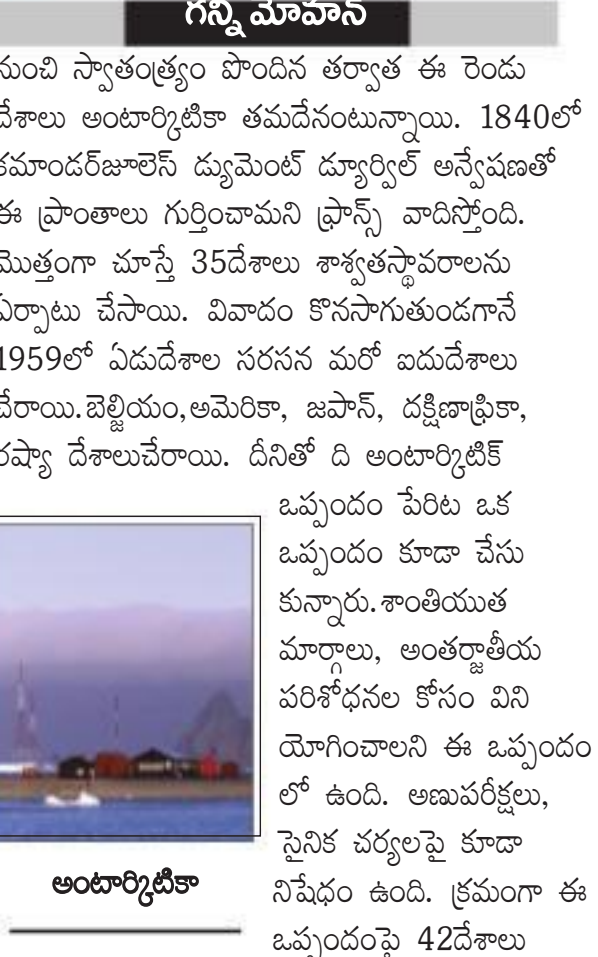 గన్ని మోహన్
నుంచి స్వాతంత్ర్యం పొందిన తర్వాత ఈ రెండు
దేశాలు అంటార్కిటికా తమదేనంటున్నాయి. 1840లో
కమాండర్‌జూలెస్ డ్యుమెంట్ డ్యూర్విల్ అన్వేషణతో
ఈ ప్రాంతాలు గుర్తించామని ఫ్రాన్స్ వాదిస్తోంది.
మొత్తంగా చూస్తే 35దేశాలు శాశ్వతస్థావరాలను
ఏర్పాటు చేసాయి. వివాదం కొనసాగుతుండగానే
1959లో ఏడుదేశాల సరసన మరో ఐదుదేశాలు
చేరాయి.బెల్జియం,అమెరికా, జపాన్, దక్షిణాఫ్రికా,
రష్యా దేశాలుచేరాయి. దీనితో ది అంటార్కిటిక్
ఒప్పందం పేరిట ఒక
ఒప్పందం కూడా చేసు
కున్నారు.శాంతియుత
మార్గాలు, అంతర్జాతీయ
పరిశోధనల కోసం విని
యోగించాలని ఈ ఒప్పందం
లో ఉంది. అణుపరీక్షలు,
సైనిక చర్యలపై కూడా
నిషేధం ఉంది. క్రమంగా ఈ
ఒప్పందంపై 42దేశాలు
అంటార్కిటికా